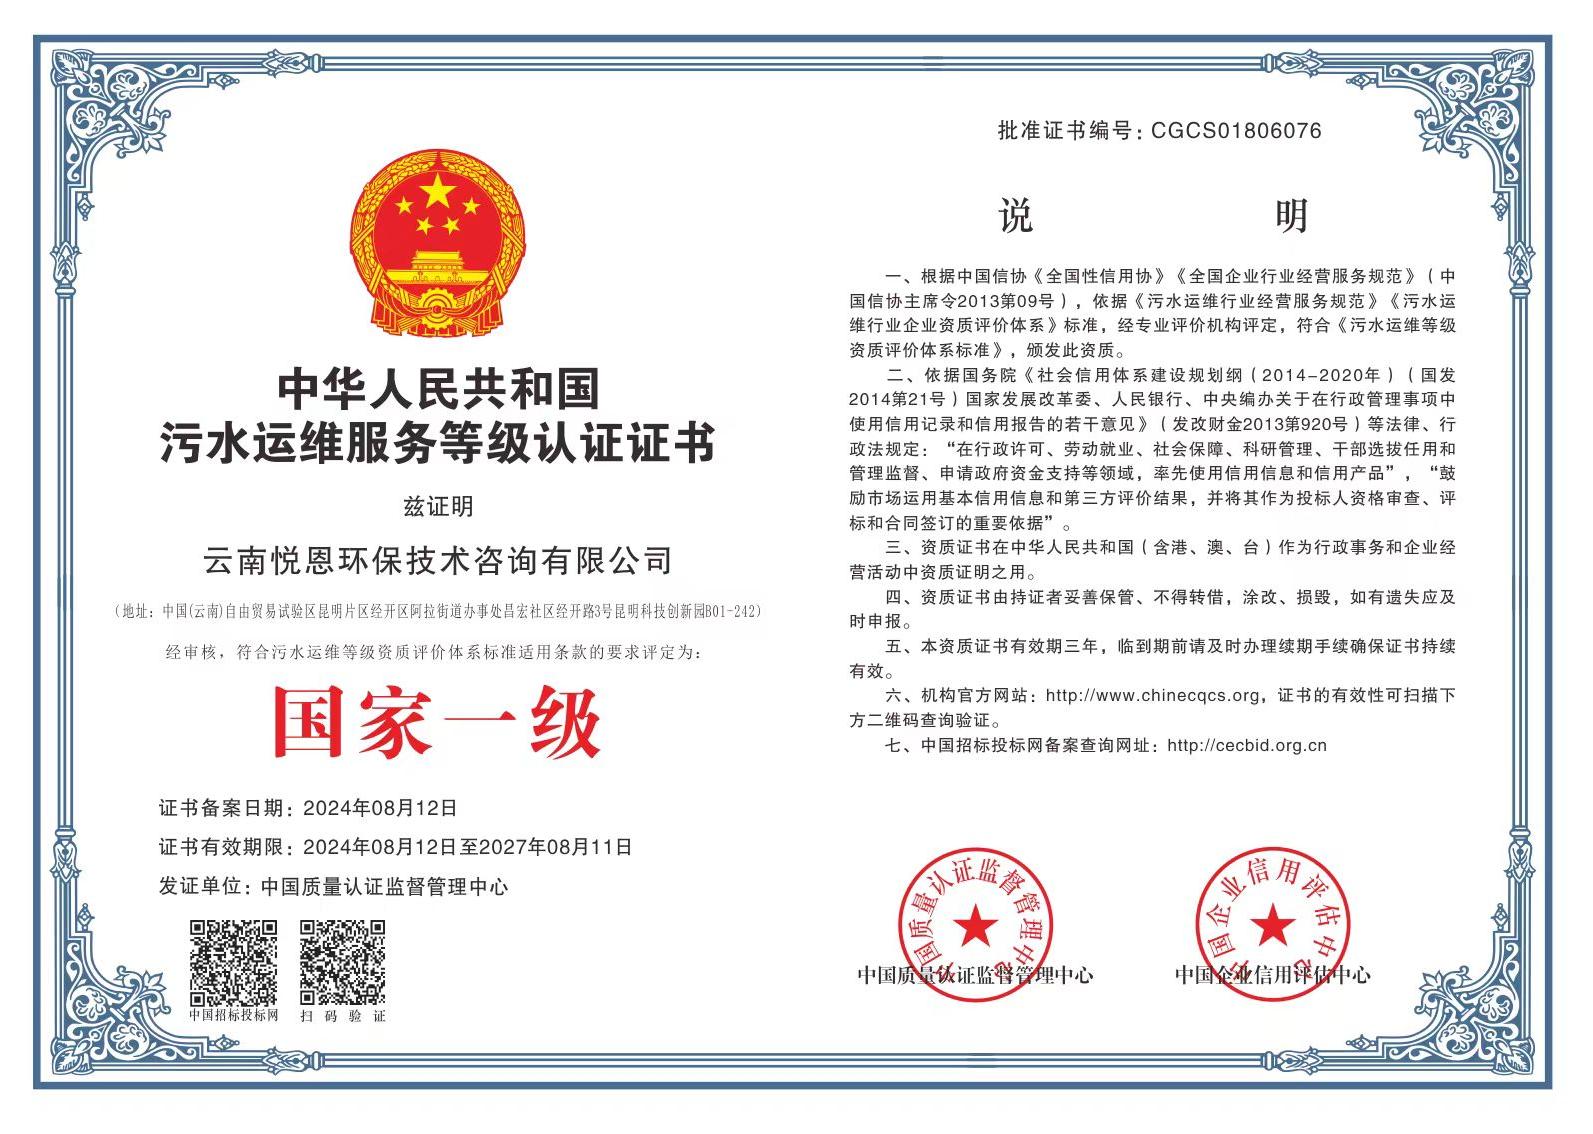 中华人民共和国
污水运维服务等级认证证书
兹证明
云南悦恩环保技术咨询有限公司
（地址：中国(云南)自由贸易试验区昆明片区经开区阿拉街道办事处昌宏社区经开路3号昆明科技创新园B01-242）
经审核，符合污水运维等级资质评价体系标准适用条款的要求评定为：
国家一级
证书备案日期：2024年08月12日
证书有效期限：2024年08月12日至2027年08月11日
发证单位：中国质量认证监督管理中心
中国招标投标网
扫码验证
批准证书编号：CGCS01806076
说明
一、根据中国信协《全国性信用协》《全国企业行业经营服务规范》（中
国信协主席令2013第09号），依据《污水运维行业经营服务规范》《污水运
维行业企业资质评价体系》标准，经专业评价机构评定，符合《污水运维等级
资质评价体系标准》，颁发此资质。
二、依据国务院《社会信用体系建设规划纲（2014-2020年）（国发
2014第21号）国家发展改革委、人民银行、中央编办关于在行政管理事项中
使用信用记录和信用报告的若干意见》（发改财金2013第920号）等法律、行
政法规定：“在行政许可、劳动就业、社会保障、科研管理、干部选拔任用和
管理监督、申请政府资金支持等领域，率先使用信用信息和信用产品”，“鼓
励市场运用基本信用信息和第三方评价结果，并将其作为投标人资格审查、评
标和合同签订的重要依据”。
三、资质证书在中华人民共和国（含港、澳、台）作为行政事务和企业经
营活动中资质证明之用。
四、资质证书由持证者妥善保管、不得转借，涂改、损毁，如有遗失应及
时申报。
五、本资质证书有效期三年，临到期前请及时办理续期手续确保证书持续
有效。
六、机构官方网站：http://www.chinecqcs.org，证书的有效性可扫描下
方二维码查询验证。
七、中国招标投标网备案查询网址：http://cecbid.org.cn
中国质量认证监督管理中心
中国质量认证监督管理中心
中国企业信用评估中心
中国企业信用评估中心